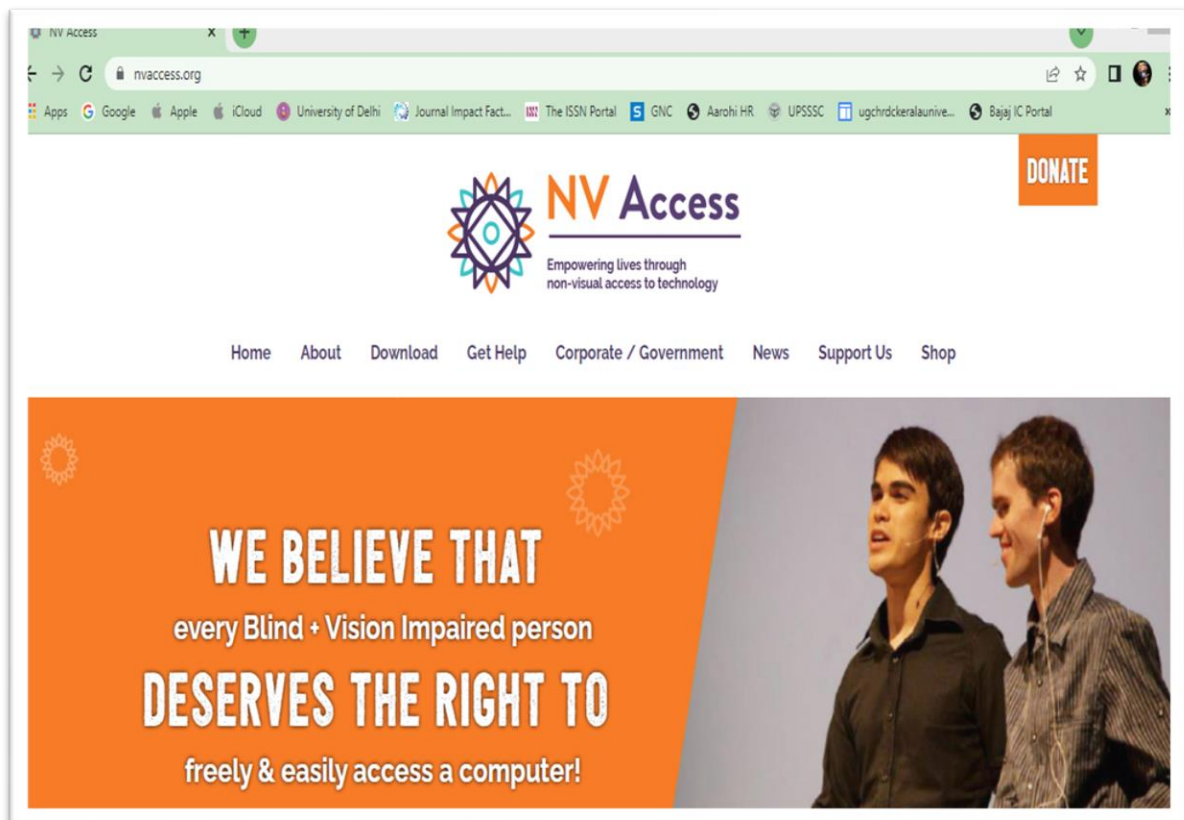 NV Access
nvaccess.org
Apps Google Apple iCloud University of Delhi Journal Impact Fact... The ISSN Portal GNC Aarohi HR UPSSSC ugchrdckeralaunive... Bajaj IC Portal
DONATE
NV Access
Empowering lives through
non-visual access to technology
Home About Download Get Help Corporate / Government News Support Us Shop
WE BELIEVE THAT
every Blind + Vision Impaired person
DESERVES THE RIGHT TO
freely & easily access a computer!